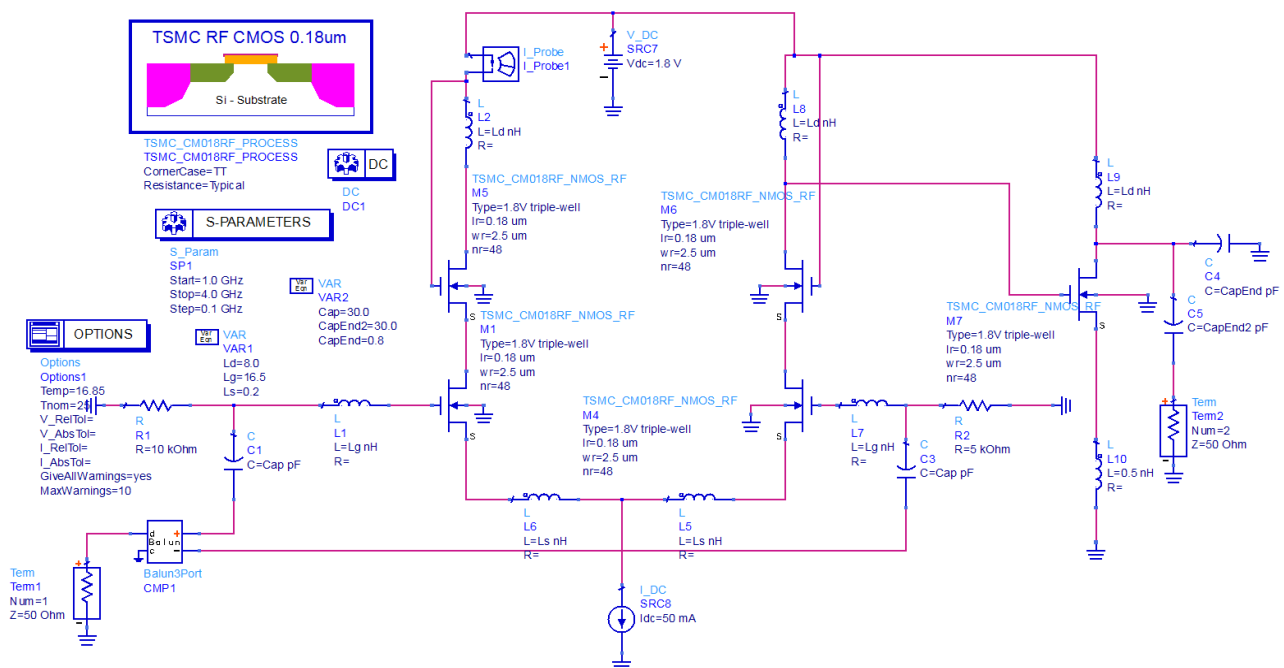 TSMC RF CMOS 0.18um
Si - Substrate
TSMC_CM018RF_PROCESS
TSMC_CM018RF_PROCESS
CornerCase=TT
Resistance=Typical
DC
DC
DC1
S-PARAMETERS
S_Param
SP1
Start=1.0 GHz
Stop=4.0 GHz
Step=0.1 GHz
Var
Eqn
VAR
VAR2
Cap=30.0
CapEnd2=30.0
CapEnd=0.8
Var
Eqn
VAR
VAR1
Ld=8.0
Lg=16.5
Ls=0.2
OPTIONS
Options
Options1
Temp=16.85
V_RelTol=
V_AbsTol=
I_RelTol=
I_AbsTol=
GiveAllWarnings=yes
MaxWarnings=10
R
R1
R=10 kOhm
C
C1
C=Cap pF
L
L1
L=Lg nH
R=
d
Balun
c
+
-
Balun3Port
CMP1
+
-
Term
Term1
Num=1
Z=50 Ohm
I_Probe
I_Probe1
+
-
V_DC
SRC7
Vdc=1.8 V
L
L2
L=Ld nH
R=
TSMC_CM018RF_NMOS_RF
M5
Type=1.8V triple-well
lr=0.18 um
wr=2.5 um
nr=48
S
TSMC_CM018RF_NMOS_RF
M1
Type=1.8V triple-well
lr=0.18 um
wr=2.5 um
nr=48
S
L
L8
L=Ld nH
R=
TSMC_CM018RF_NMOS_RF
M6
Type=1.8V triple-well
lr=0.18 um
wr=2.5 um
nr=48
S
TSMC_CM018RF_NMOS_RF
M4
Type=1.8V triple-well
lr=0.18 um
wr=2.5 um
nr=48
S
L
L6
L=Ls nH
R=
L
L5
L=Ls nH
R=
I_DC
SRC8
Idc=50 mA
L
L7
L=Lg nH
R=
C
C3
C=Cap pF
R
R2
R=5 kOhm
L
L9
L=Ld nH
R=
TSMC_CM018RF_NMOS_RF
M7
Type=1.8V triple-well
lr=0.18 um
wr=2.5 um
nr=48
S
L
L10
L=0.5 nH
R=
C
C4
C=CapEnd pF
C
C5
C=CapEnd2 pF
+
-
Term
Term2
Num=2
Z=50 Ohm